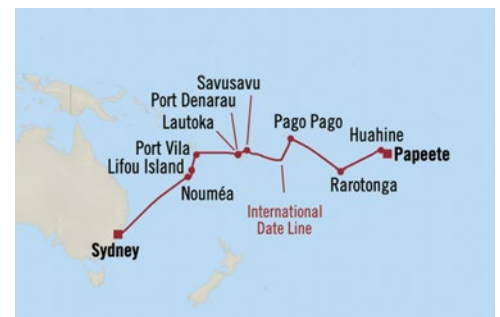 Savusavu
Port Denarau
Lautoka
Pago Pago
Huahine
Port Vila
Papeete
Lifou Island
Rarotonga
Nouméa
International
Date Line
Sydney